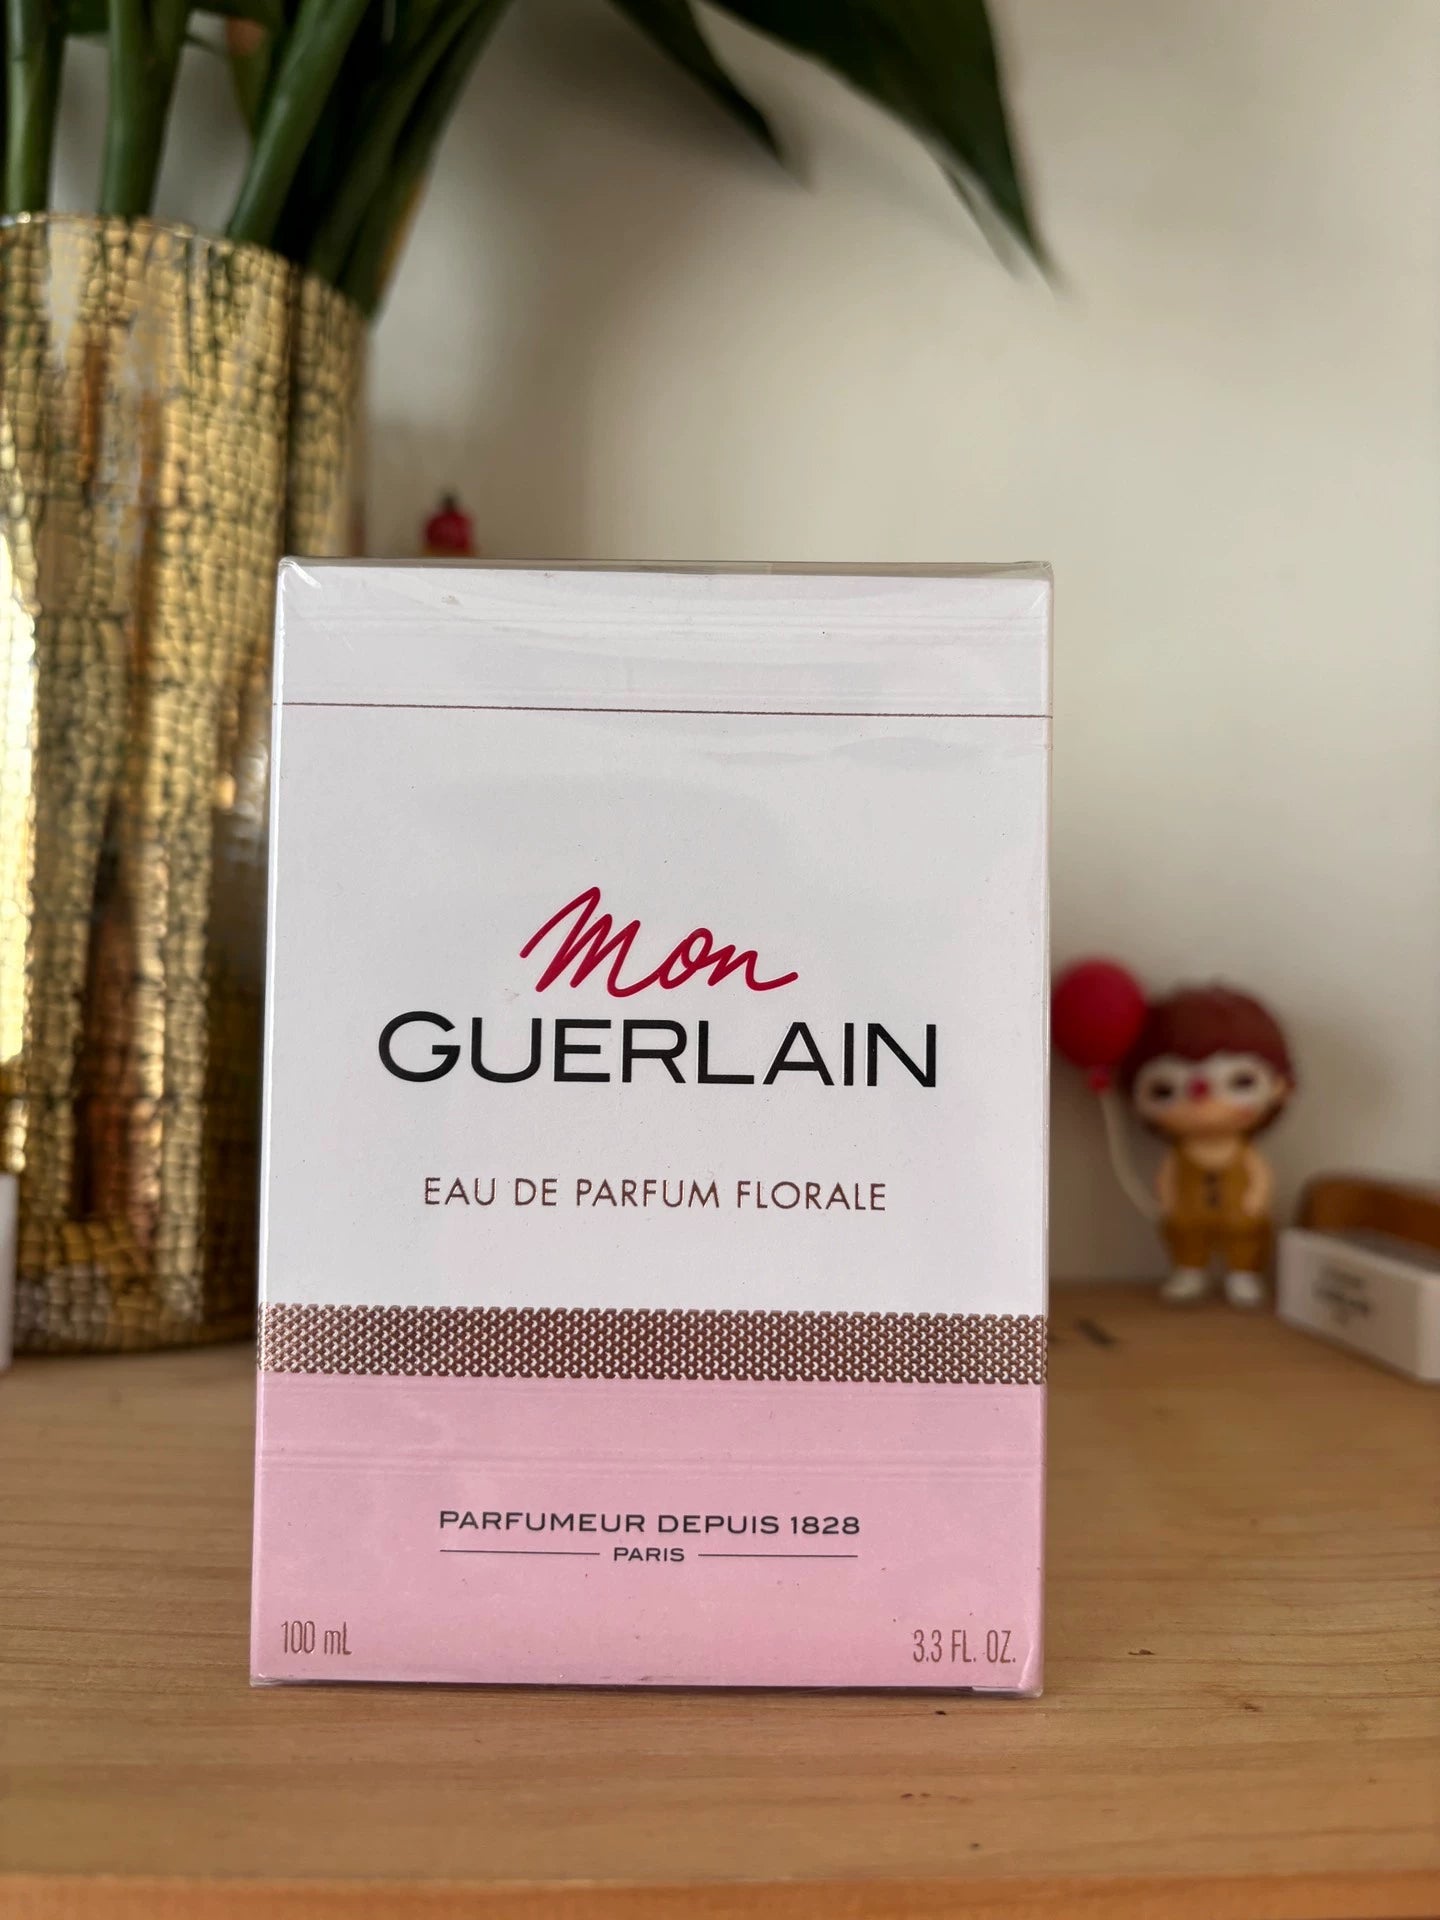 Mon
GUERLAIN
EAU DE PARFUM FLORALE
PARFUMEUR DEPUIS 1828
PARIS
100 mL
3.3 FL. OZ.